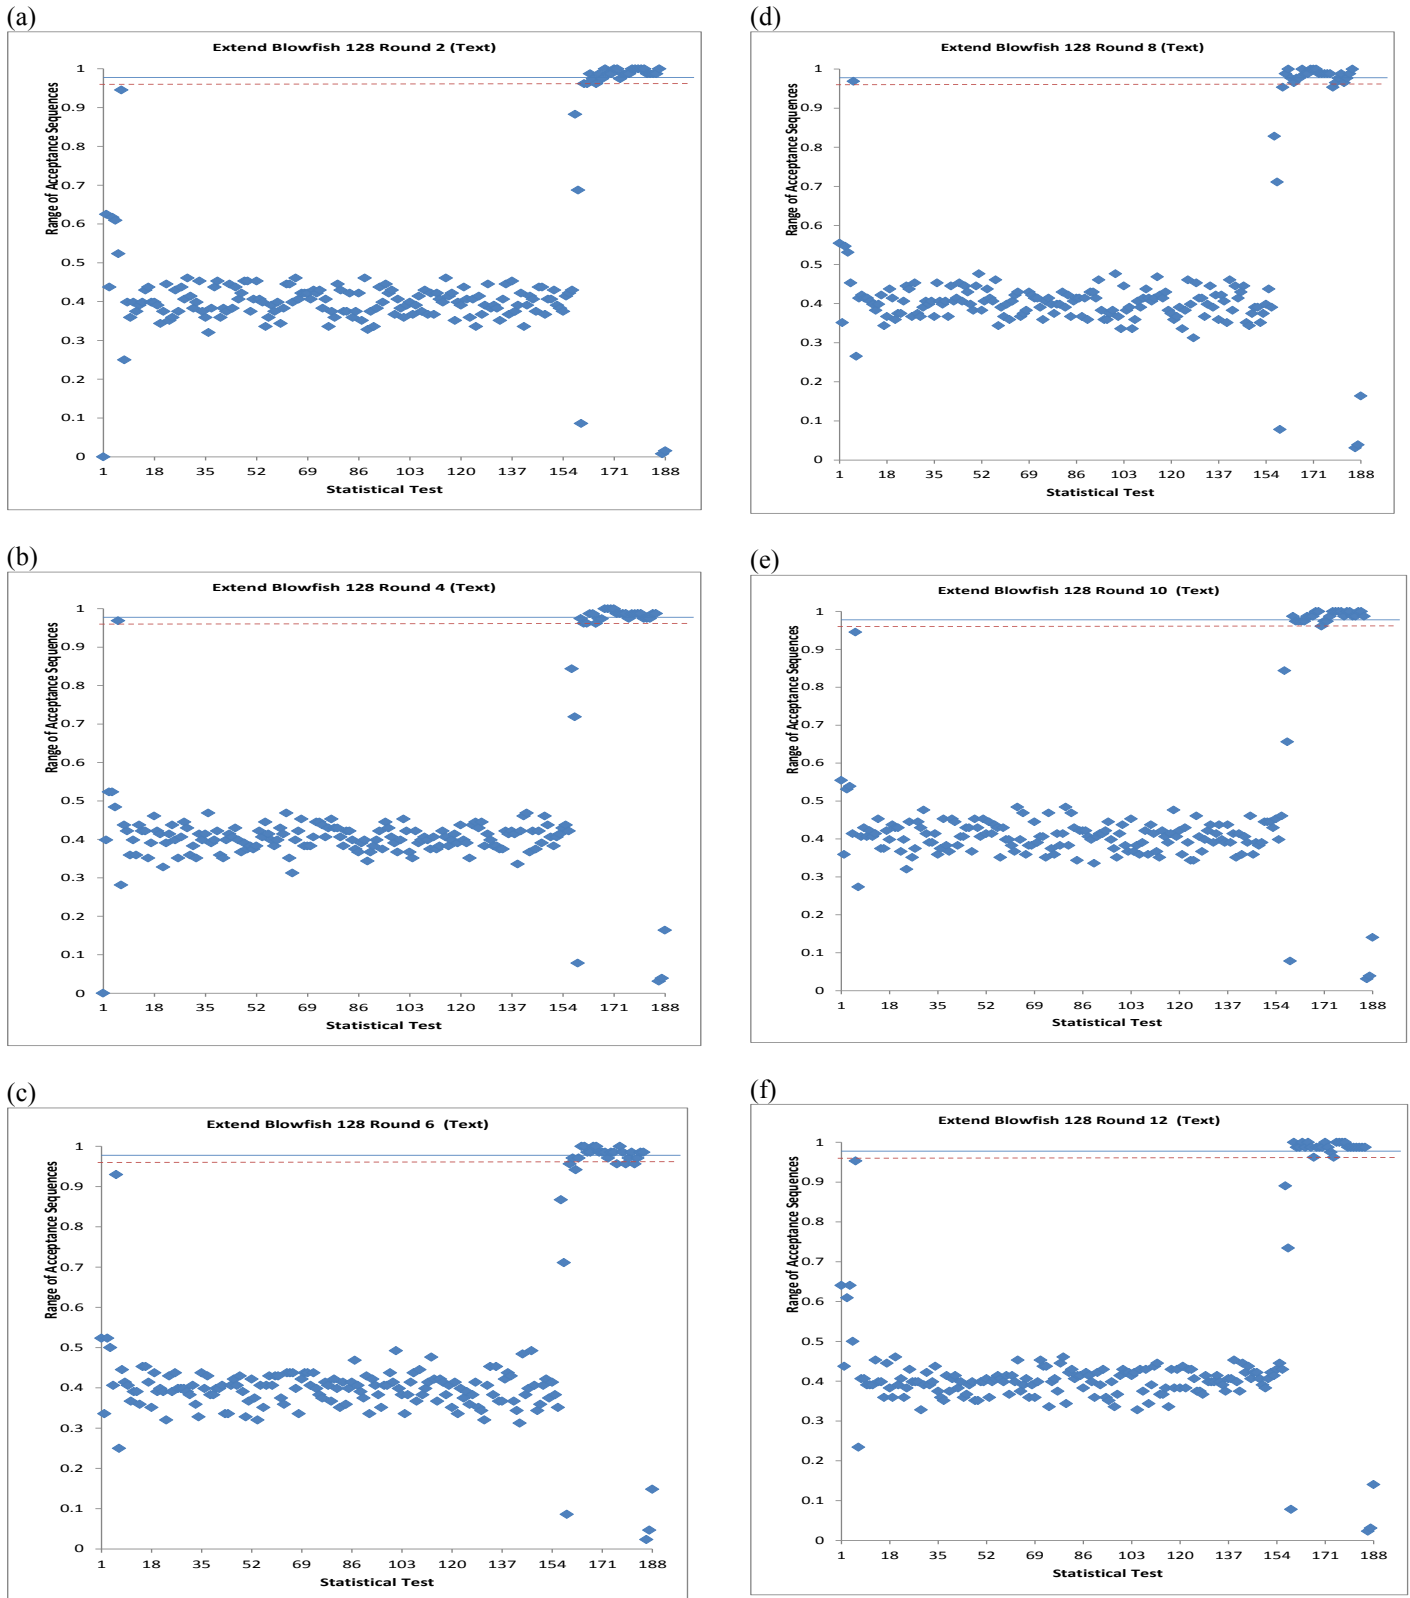 (a)
Extend Blowfish 128 Round 2 (Text)
Range of Acceptance Sequences
1
0.9
0.8
0.7
0.6
0.5
0.4
0.3
0.2
0.1
0
1 18 35 52 69 86 103 120 137 154 171 188
Statistical Test
(b)
Extend Blowfish 128 Round 4 (Text)
Range of Acceptance Sequences
1
0.9
0.8
0.7
0.6
0.5
0.4
0.3
0.2
0.1
0
1 18 35 52 69 86 103 120 137 154 171 188
Statistical Test
(c)
Extend Blowfish 128 Round 6 (Text)
Range of Acceptance Sequences
1
0.9
0.8
0.7
0.6
0.5
0.4
0.3
0.2
0.1
0
1 18 35 52 69 86 103 120 137 154 171 188
Statistical Test
(d)
Extend Blowfish 128 Round 8 (Text)
Range of Acceptance Sequences
1
0.9
0.8
0.7
0.6
0.5
0.4
0.3
0.2
0.1
0
1 18 35 52 69 86 103 120 137 154 171 188
Statistical Test
(e)
Extend Blowfish 128 Round 10 (Text)
Range of Acceptance Sequences
1
0.9
0.8
0.7
0.6
0.5
0.4
0.3
0.2
0.1
0
1 18 35 52 69 86 103 120 137 154 171 188
Statistical Test
(f)
Extend Blowfish 128 Round 12 (Text)
Range of Acceptance Sequences
1
0.9
0.8
0.7
0.6
0.5
0.4
0.3
0.2
0.1
0
1 18 35 52 69 86 103 120 137 154 171 188
Statistical Test